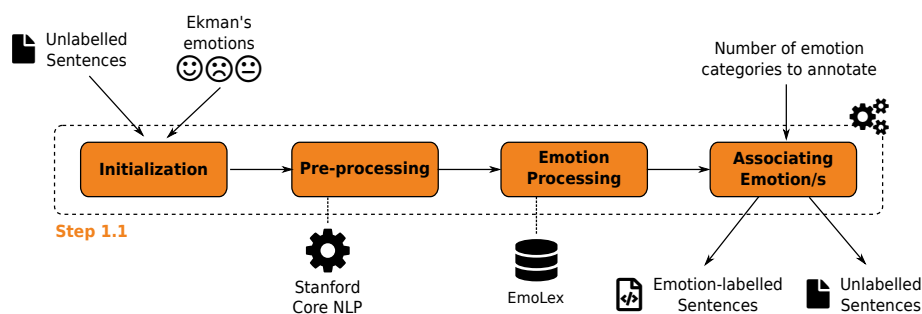 Unlabelled
Sentences
Ekman's
emotions
Number of emotion
categories to annotate
Initialization
Pre-processing
Emotion
Processing
Associating
Emotion/s
Step 1.1
Stanford
Core NLP
EmoLex
Emotion-labelled
Sentences
Unlabelled
Sentences